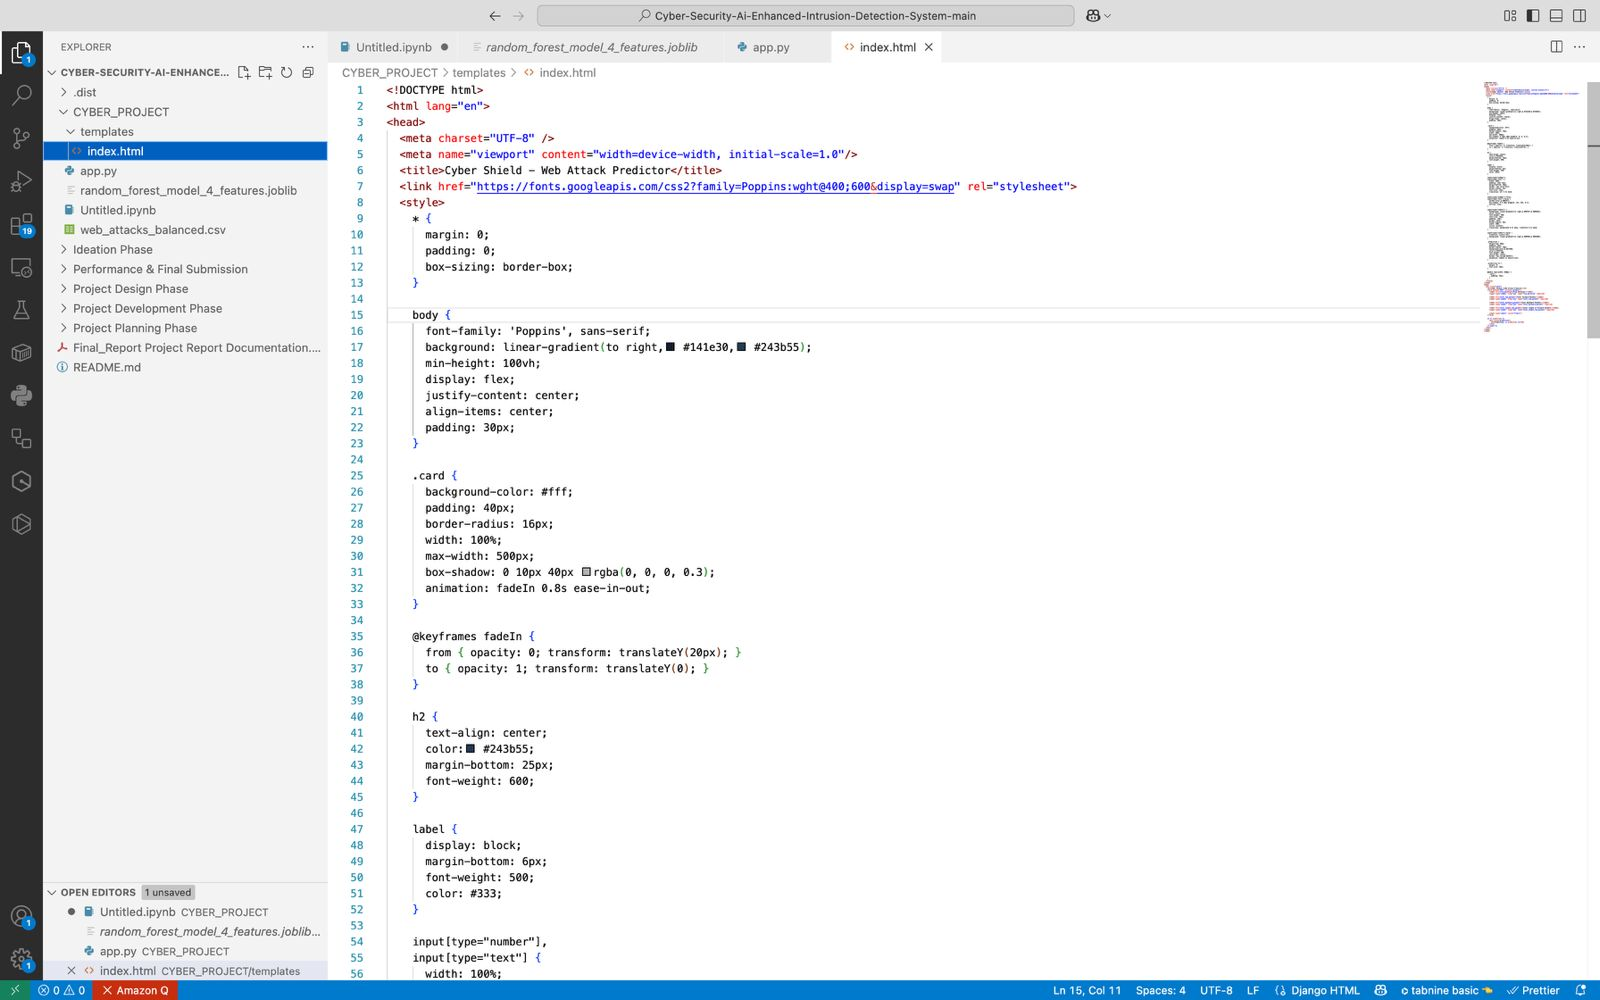 Cyber-Security-Ai-Enhanced-Intrusion-Detection-System-main
EXPLORER
CYBER-SECURITY-AI-ENHANCE...
.dist
CYBER_PROJECT
templates
index.html
app.py
random_forest_model_4_features.joblib
Untitled.ipynb
web_attacks_balanced.csv
Ideation Phase
Performance & Final Submission
Project Design Phase
Project Development Phase
Project Planning Phase
Final_Report Project Report Documentation....
README.md
OPEN EDITORS 1 unsaved
Untitled.ipynb CYBER_PROJECT
random_forest_model_4_features.joblib...
app.py CYBER_PROJECT
index.html CYBER_PROJECT/templates
1
19
1
1
Untitled.ipynb random_forest_model_4_features.joblib app.py index.html
CYBER_PROJECT > templates > index.html
1 <!DOCTYPE html>
2 <html lang="en">
3 <head>
4 <meta charset="UTF-8" />
5 <meta name="viewport" content="width=device-width, initial-scale=1.0"/>
6 <title>Cyber Shield - Web Attack Predictor</title>
7 <link href="https://fonts.googleapis.com/css2?family=Poppins:wght@400;600&display=swap" rel="stylesheet">
8 <style>
9 * {
10 margin: 0;
11 padding: 0;
12 box-sizing: border-box;
13 }
14
15 body {
16 font-family: 'Poppins', sans-serif;
17 background: linear-gradient(to right, #141e30, #243b55);
18 min-height: 100vh;
19 display: flex;
20 justify-content: center;
21 align-items: center;
22 padding: 30px;
23 }
24
25 .card {
26 background-color: #fff;
27 padding: 40px;
28 border-radius: 16px;
29 width: 100%;
30 max-width: 500px;
31 box-shadow: 0 10px 40px rgba(0, 0, 0, 0.3);
32 animation: fadeIn 0.8s ease-in-out;
33 }
34
35 @keyframes fadeIn {
36 from { opacity: 0; transform: translateY(20px); }
37 to { opacity: 1; transform: translateY(0); }
38 }
39
40 h2 {
41 text-align: center;
42 color: #243b55;
43 margin-bottom: 25px;
44 font-weight: 600;
45 }
46
47 label {
48 display: block;
49 margin-bottom: 6px;
50 font-weight: 500;
51 color: #333;
52 }
53
54 input[type="number"],
55 input[type="text"] {
56 width: 100%;
0 0 Amazon Q Ln 15, Col 11 Spaces: 4 UTF-8 LF Django HTML tabnine basic Prettier